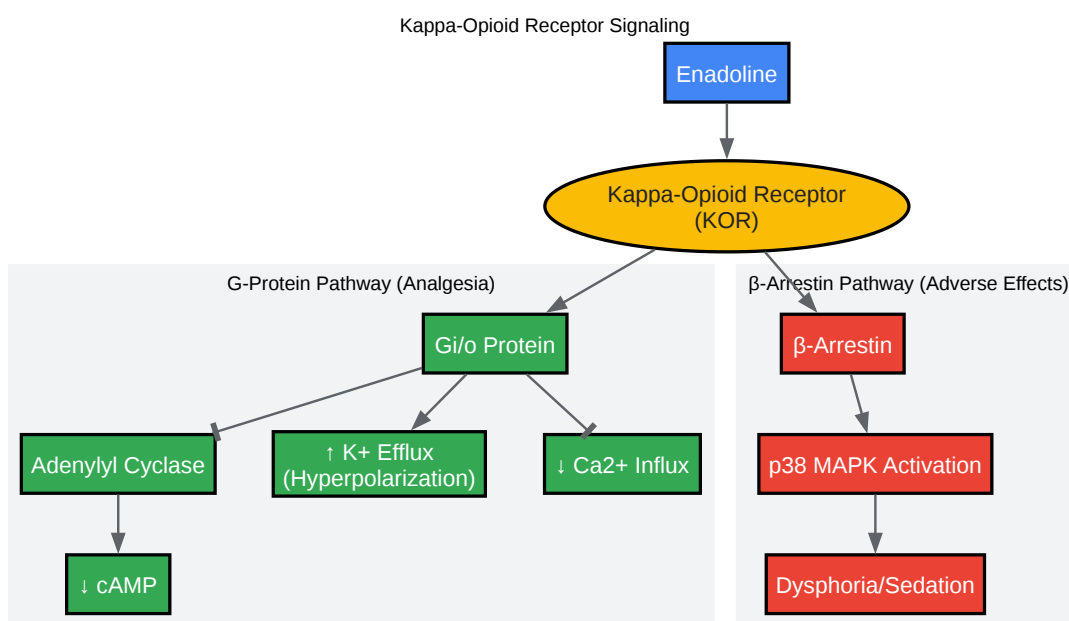 Kappa-Opioid Receptor Signaling
Enadoline
Kappa-Opioid Receptor
(KOR)
G-Protein Pathway (Analgesia)
β-Arrestin Pathway (Adverse Effects)
Gi/o Protein
β-Arrestin
Adenylyl Cyclase
↑ K+ Efflux
(Hyperpolarization)
↓ Ca2+ Influx
p38 MAPK Activation
↓ cAMP
Dysphoria/Sedation